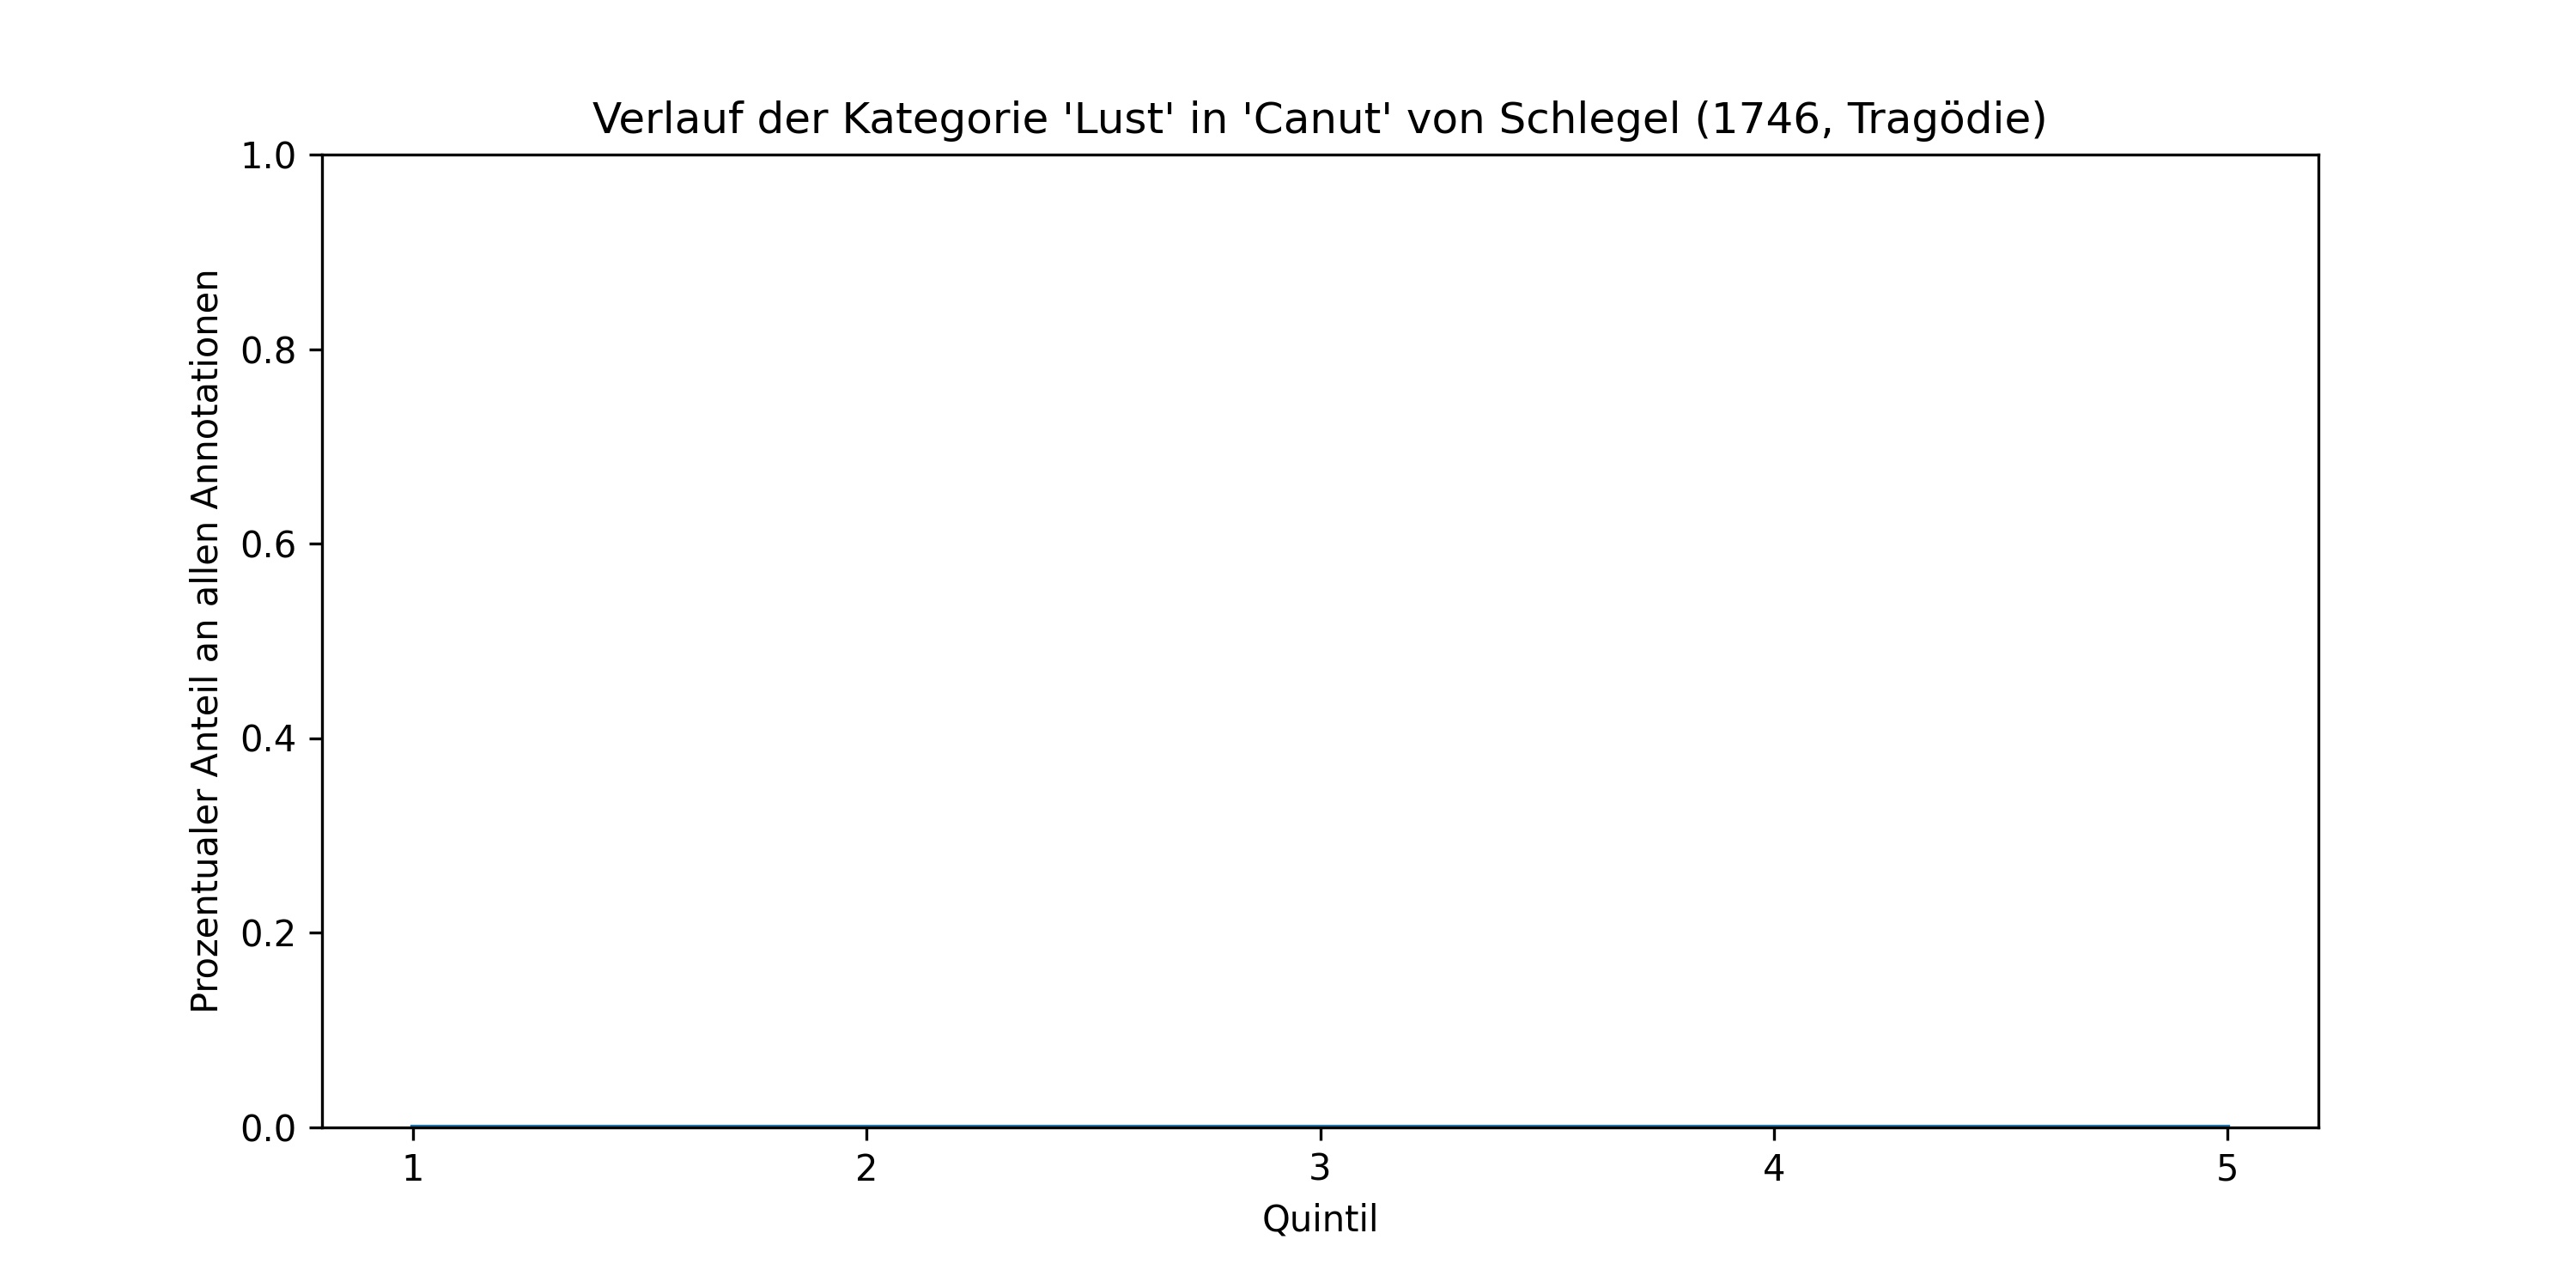 Verlauf der Kategorie 'Lust' in 'Canut' von Schlegel (1746, Tragödie)
Prozentualer Anteil an allen Annotationen
1.0
0.8
0.6
0.4
0.2
0.0
1 2 3 4 5
Quintil